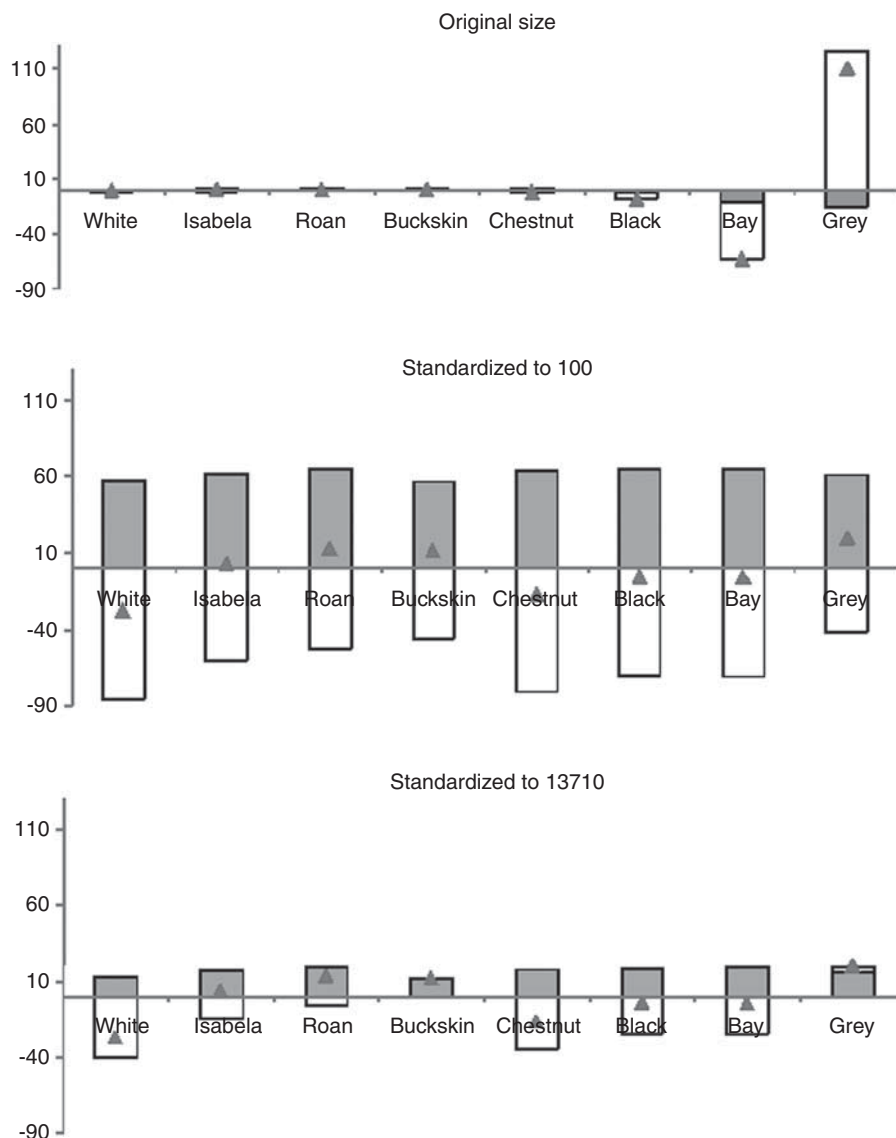 Original size
110
60
10
-40
-90
White Isabela Roan Buckskin Chestnut Black Bay Grey
Standardized to 100
110
60
10
-40
-90
White Isabela Roan Buckskin Chestnut Black Bay Grey
Standardized to 13710
110
60
10
-40
-90
White Isabela Roan Buckskin Chestnut Black Bay Grey